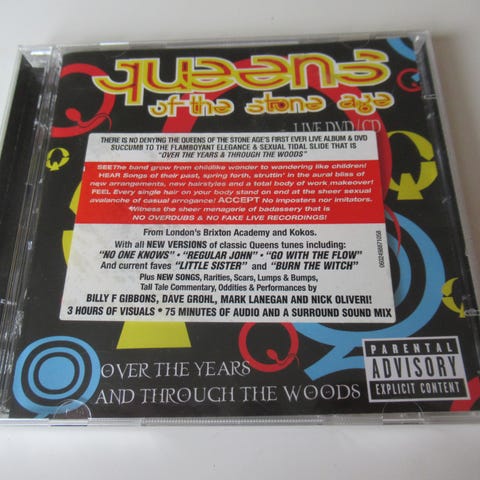 QUEENS
OF THE STONE AGE
LIVE DVD/CD
THERE IS NO DENYING THE QUEENS OF THE STONE AGE'S FIRST EVER LIVE ALBUM & DVD
SUCCUMB TO THE FLAMBOYANT ELEGANCE & SEXUAL TIDAL SLIDE THAT IS
"OVER THE YEARS & THROUGH THE WOODS"
SEE The band grow from childlike wonder to wandering like children!
HEAR Songs of their past, spring forth, struttin' in the aural bliss of
new arrangements, new hairstyles and a total body of work makeover!
FEEL Every single hair on your body stand on end at the sheer sexual
avalanche of casual arrogance! ACCEPT No imposters nor imitators.
Witness the sheer menagerie of badassery that is
NO OVERDUBS & NO FAKE LIVE RECORDINGS!
From London's Brixton Academy and Kokos.
With all NEW VERSIONS of classic Queens tunes including:
"NO ONE KNOWS" • "REGULAR JOHN" • "GO WITH THE FLOW"
And current faves "LITTLE SISTER" and "BURN THE WITCH"
Plus NEW SONGS, Rarities, Scars, Lumps & Bumps,
Tall Tale Commentary, Oddities & Performances by
BILLY F GIBBONS, DAVE GROHL, MARK LANEGAN AND NICK OLIVERI!
3 HOURS OF VISUALS * 75 MINUTES OF AUDIO AND A SURROUND SOUND MIX
OVER THE YEARS
AND THROUGH THE WOODS
PARENTAL
ADVISORY
EXPLICIT CONTENT